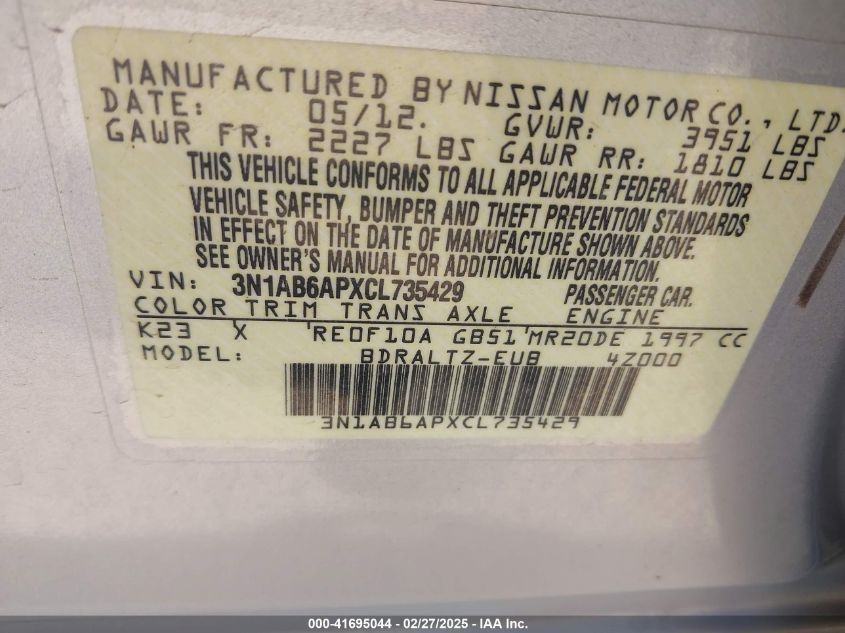 MANUFACTURED BY NISSAN MOTOR CO., LTD.
DATE: 05/12. GVWR: 3951 LBS
GAWR FR: 2227 LBS GAWR RR: 1810 LBS
THIS VEHICLE CONFORMS TO ALL APPLICABLE FEDERAL MOTOR
VEHICLE SAFETY, BUMPER AND THEFT PREVENTION STANDARDS
IN EFFECT ON THE DATE OF MANUFACTURE SHOWN ABOVE.
SEE OWNER'S MANUAL FOR ADDITIONAL INFORMATION.
VIN: 3N1AB6APXCL735429 PASSENGER CAR.
COLOR TRIM TRANS AXLE ENGINE
K23 X RE0F10A GB51 MR20DE 1997 CC
MODEL: BDRALTZ-EUB 4Z000
3N1AB6APXCL735429
000-41695044 - 02/27/2025 - IAA Inc.